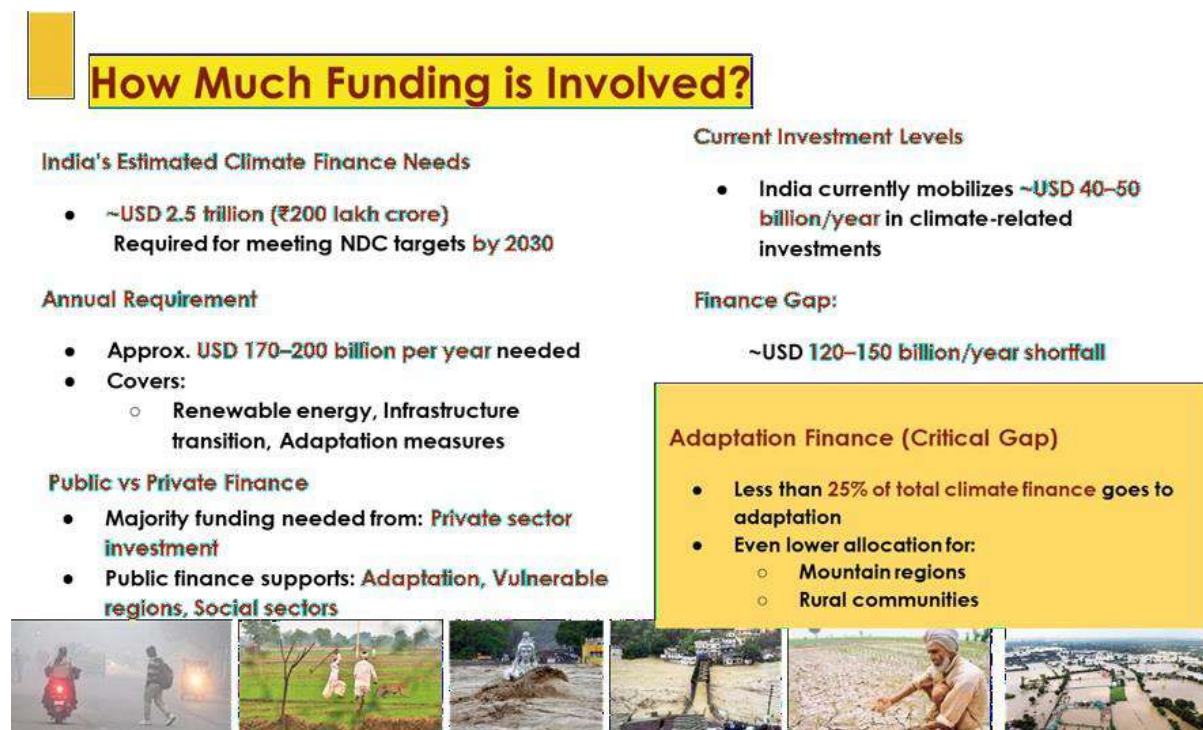 How Much Funding is Involved?
India's Estimated Climate Finance Needs
● ~USD 2.5 trillion (₹200 lakh crore)
Required for meeting NDC targets by 2030
Annual Requirement
● Approx. USD 170–200 billion per year needed
● Covers:
○ Renewable energy, Infrastructure
transition, Adaptation measures
Public vs Private Finance
● Majority funding needed from: Private sector
investment
● Public finance supports: Adaptation, Vulnerable
regions, Social sectors
Current Investment Levels
● India currently mobilizes ~USD 40–50
billion/year in climate-related
investments
Finance Gap:
~USD 120–150 billion/year shortfall
Adaptation Finance (Critical Gap)
● Less than 25% of total climate finance goes to
adaptation
● Even lower allocation for:
○ Mountain regions
○ Rural communities